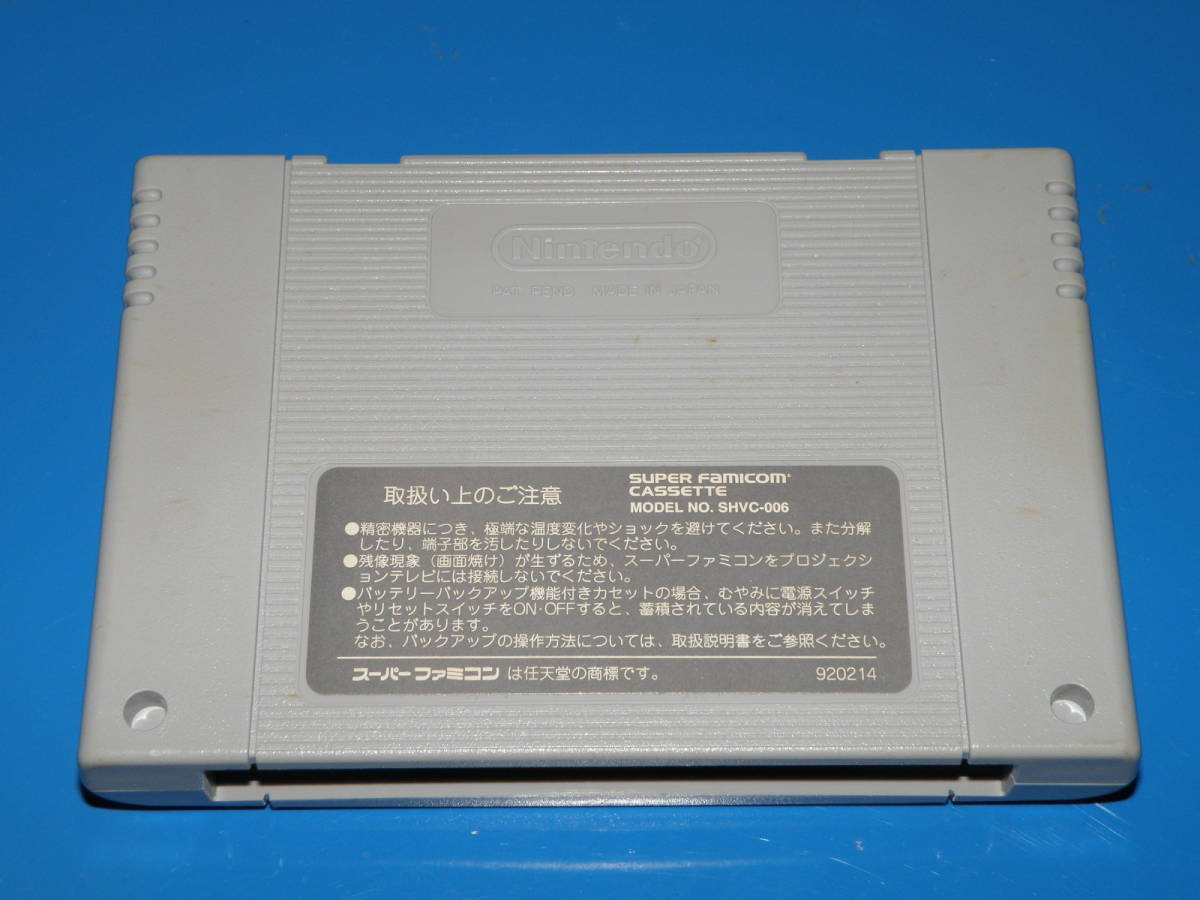 Nintendo®
PAT. PEND. MADE IN JAPAN
取扱い上のご注意
SUPER FAMICOM®
CASSETTE
MODEL NO. SHVC-006
●精密機器につき、極端な温度変化やショックを避けてください。また分解
したり、端子部を汚したりしないでください。
●残像現象（画面焼け）が生ずるため、スーパーファミコンをプロジェクシ
ョンテレビには接続しないでください。
●バッテリーバックアップ機能付きカセットの場合、むやみに電源スイッチ
やリセットスイッチをON・OFFすると、蓄積されている内容が消えてしま
うことがあります。
なお、バックアップの操作方法については、取扱説明書をご参照ください。
スーパーファミコン は任天堂の商標です。
920214